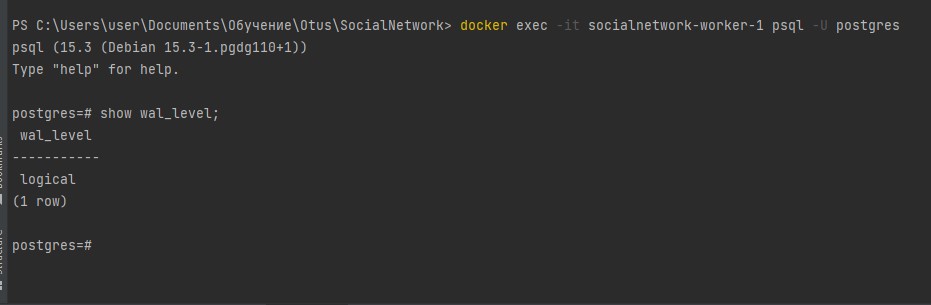 PS C:\Users\user\Documents\Обучение\Otus\SocialNetwork> docker exec -it socialnetwork-worker-1 psql -U postgres
psql (15.3 (Debian 15.3-1.pgdg110+1))
Type "help" for help.
postgres=# show wal_level;
wal_level
-----------
logical
(1 row)
postgres=#